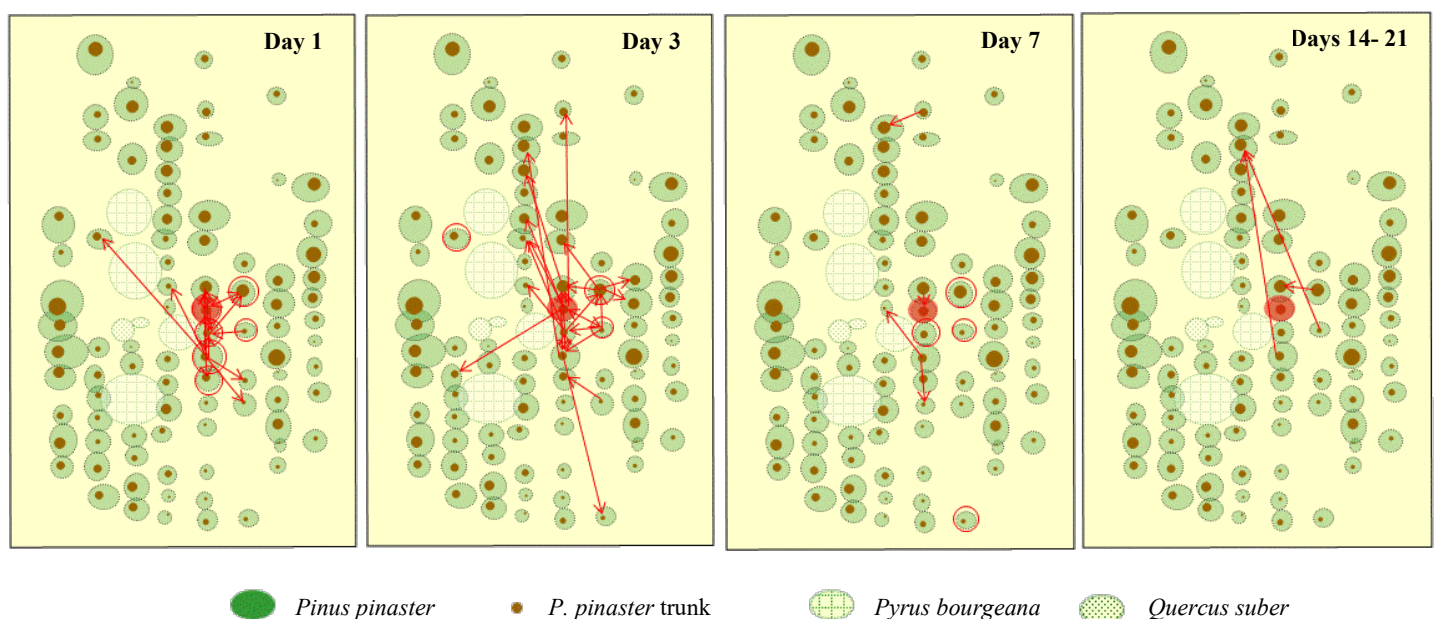 Day 1
Day 3
Day 7
Days 14- 21
Pinus pinaster
P. pinaster trunk
Pyrus bourgeana
Quercus suber